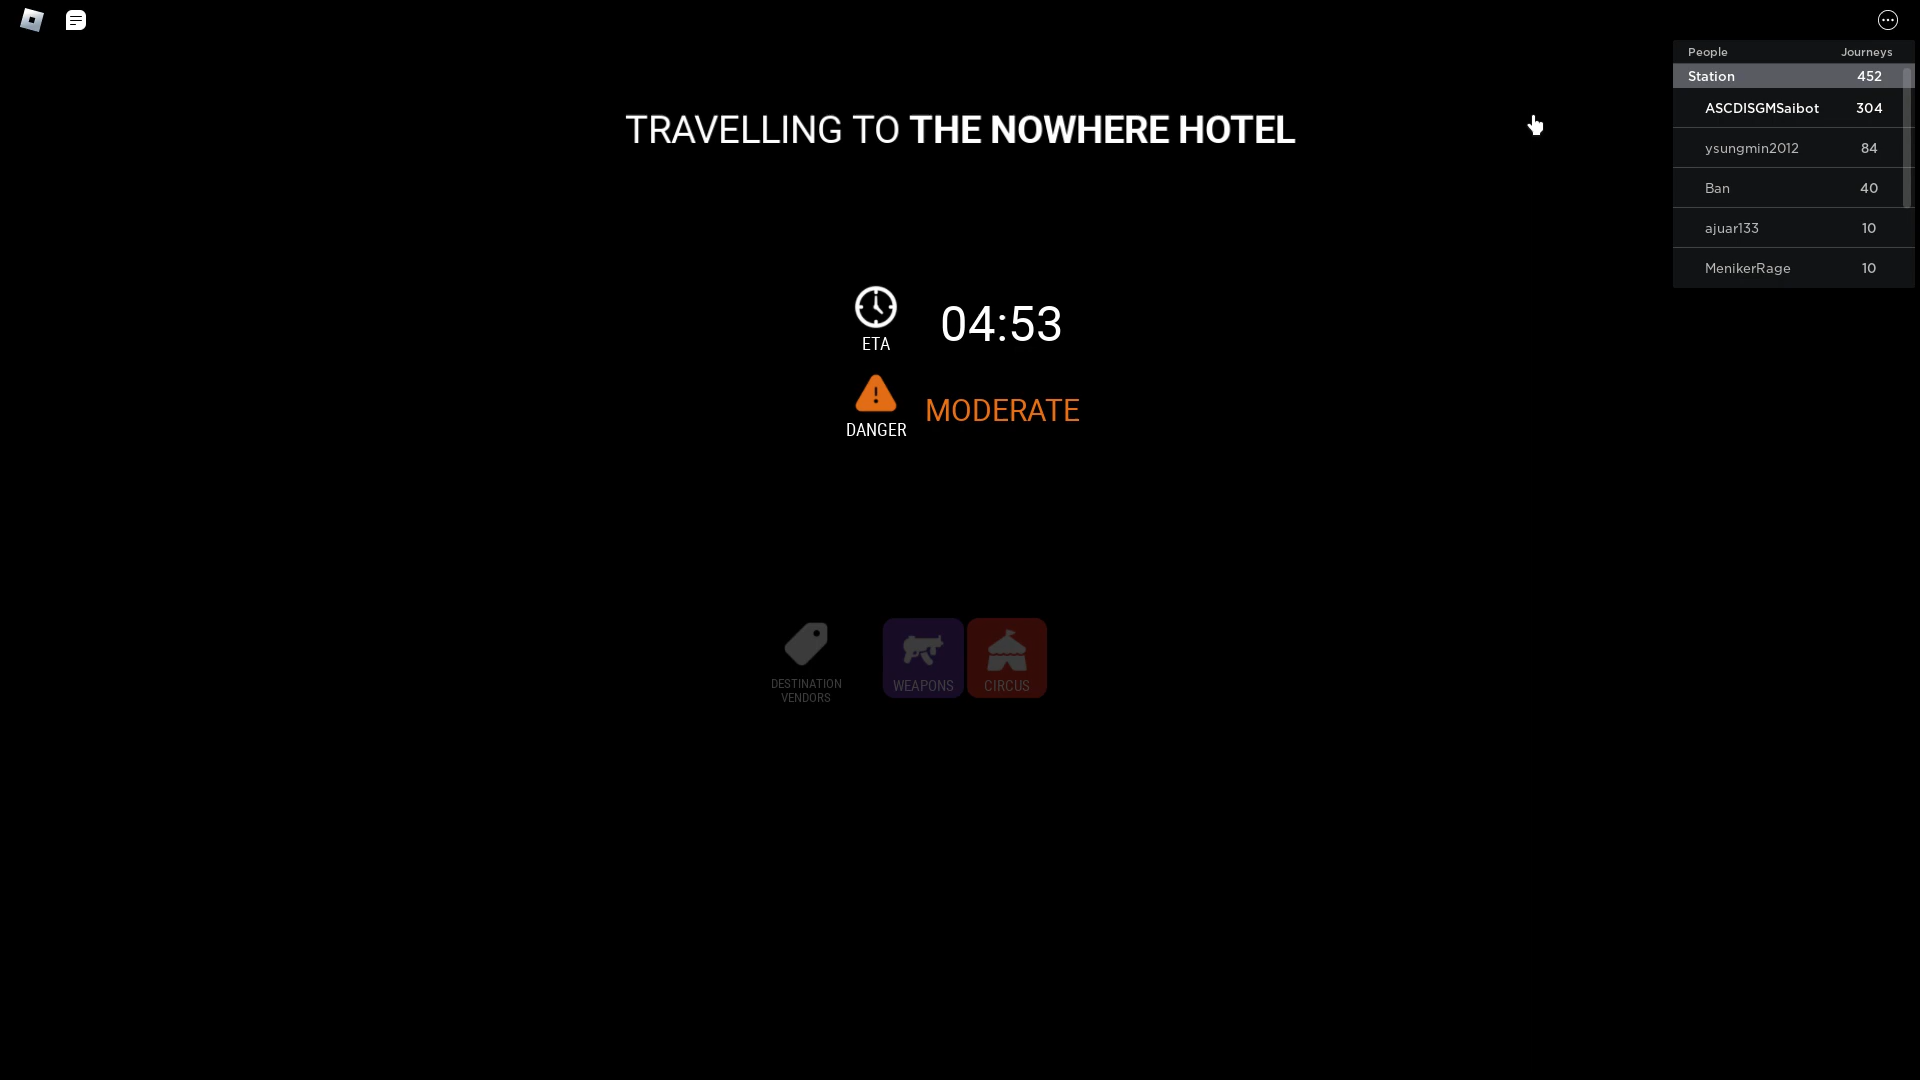 People Journeys
Station 452
ASCDISGMSaibot 304
ysungmin2012 84
Ban 40
ajuar133 10
MenikerRage 10
TRAVELLING TO THE NOWHERE HOTEL
ETA 04:53
DANGER MODERATE
DESTINATION
VENDORS
WEAPONS CIRCUS